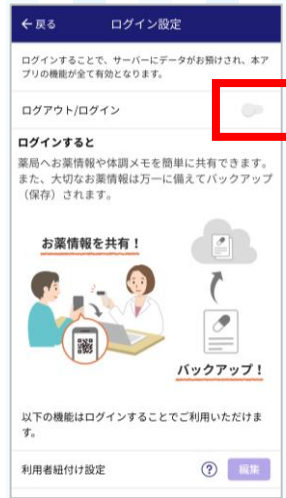 ← 戻る ログイン設定
ログインすることで、サーバーにデータがお預けされ、本ア
プリの機能が全て有効となります。
ログアウト/ログイン
ログインすると
薬局へお薬情報や体調メモを簡単に共有できます。
また、大切なお薬情報は万一に備えてバックアップ
（保存）されます。
お薬情報を共有！
バックアップ！
以下の機能はログインすることでご利用いただけま
す。
利用者紐付け設定 ? 編集